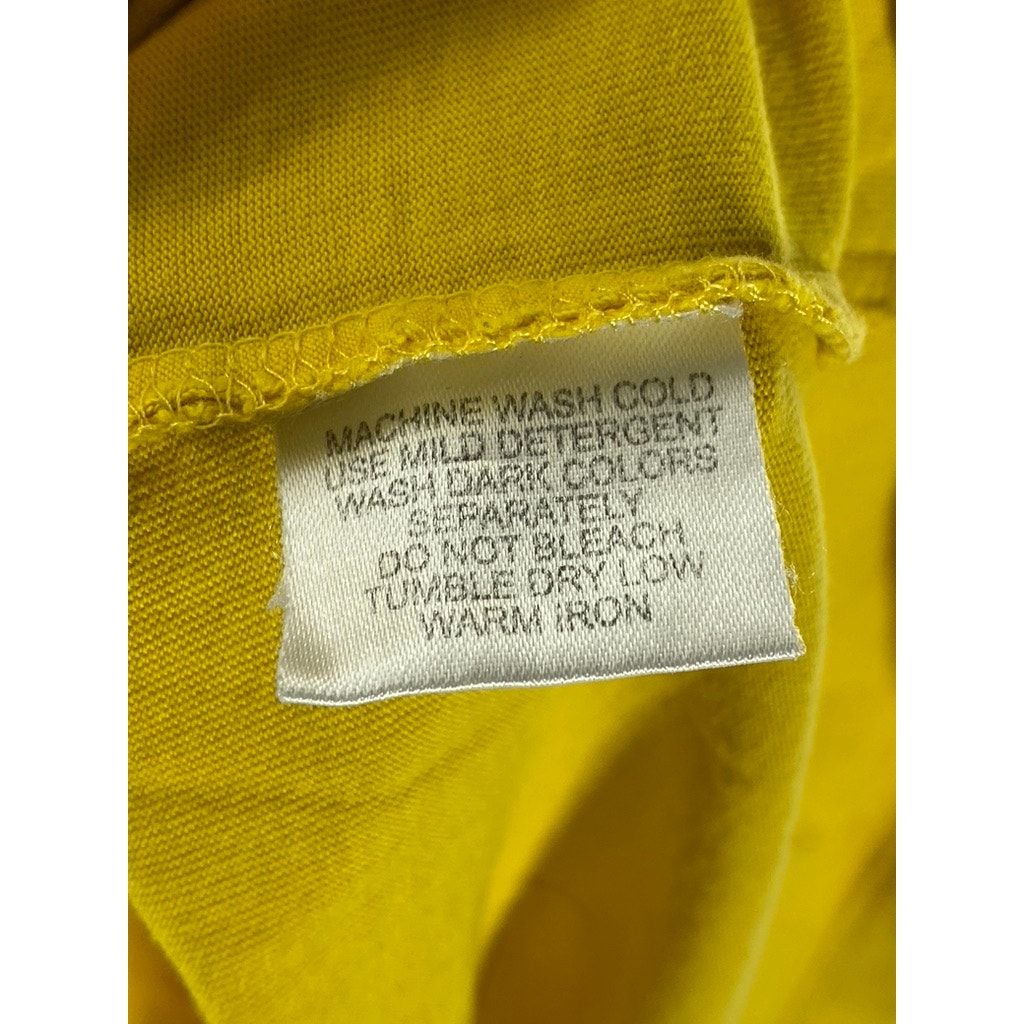 MACHINE WASH COLD
USE MILD DETERGENT
WASH DARK COLORS
SEPARATELY
DO NOT BLEACH
TUMBLE DRY LOW
WARM IRON